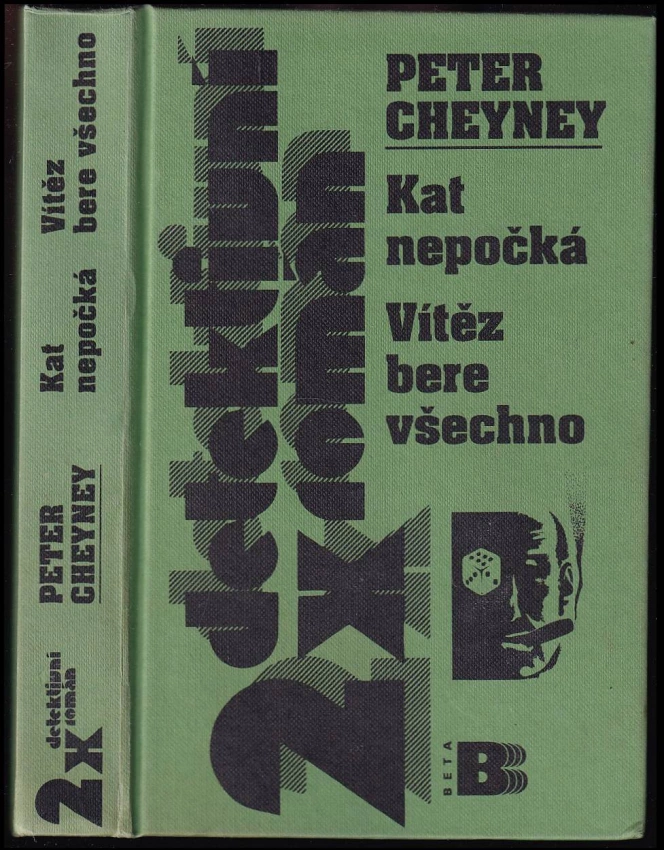 PETER
CHEYNEY
Kat
nepočká
Vítěz
bere
všechno
2x
detektivní
román
BETA
B
2x
detektivní
román
PETER
CHEYNEY
Kat
nepočká
Vítěz
bere všechno